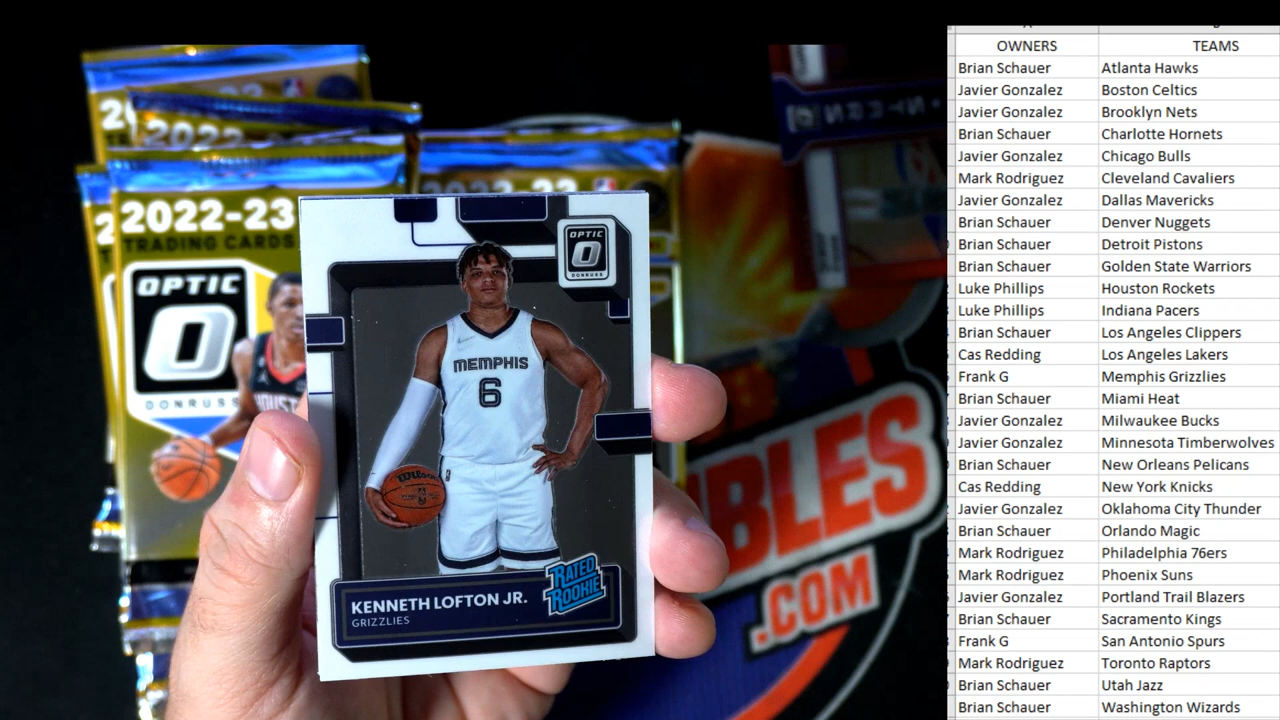 2022-23
2022-23
TRADING CARDS
OPTIC
O
DONRUSS
HOUST
OPTIC
O
DONRUSS
MEMPHIS
6
Wilson
RATED
ROOKIE
KENNETH LOFTON JR.
GRIZZLIES
BLES
.COM
OWNERS TEAMS
Brian Schauer Atlanta Hawks
Javier Gonzalez Boston Celtics
Javier Gonzalez Brooklyn Nets
Brian Schauer Charlotte Hornets
Javier Gonzalez Chicago Bulls
Mark Rodriguez Cleveland Cavaliers
Javier Gonzalez Dallas Mavericks
Brian Schauer Denver Nuggets
Brian Schauer Detroit Pistons
Brian Schauer Golden State Warriors
Luke Phillips Houston Rockets
Luke Phillips Indiana Pacers
Brian Schauer Los Angeles Clippers
Cas Redding Los Angeles Lakers
Frank G Memphis Grizzlies
Brian Schauer Miami Heat
Javier Gonzalez Milwaukee Bucks
Javier Gonzalez Minnesota Timberwolves
Brian Schauer New Orleans Pelicans
Cas Redding New York Knicks
Javier Gonzalez Oklahoma City Thunder
Brian Schauer Orlando Magic
Mark Rodriguez Philadelphia 76ers
Mark Rodriguez Phoenix Suns
Javier Gonzalez Portland Trail Blazers
Brian Schauer Sacramento Kings
Frank G San Antonio Spurs
Mark Rodriguez Toronto Raptors
Brian Schauer Utah Jazz
Brian Schauer Washington Wizards